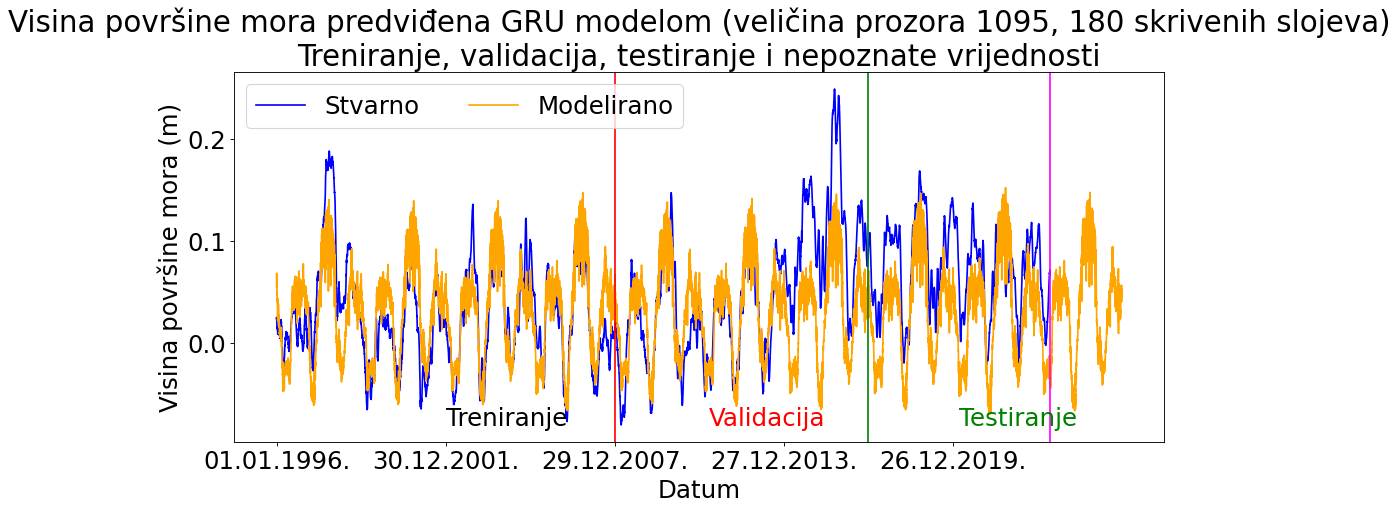 Visina površine mora predviđena GRU modelom (veličina prozora 1095, 180 skrivenih slojeva)
Treniranje, validacija, testiranje i nepoznate vrijednosti
Stvarno
Modelirano
Visina površine mora (m)
0.2
0.1
0.0
Treniranje
Validacija
Testiranje
01.01.1996.
30.12.2001.
29.12.2007.
27.12.2013.
26.12.2019.
Datum